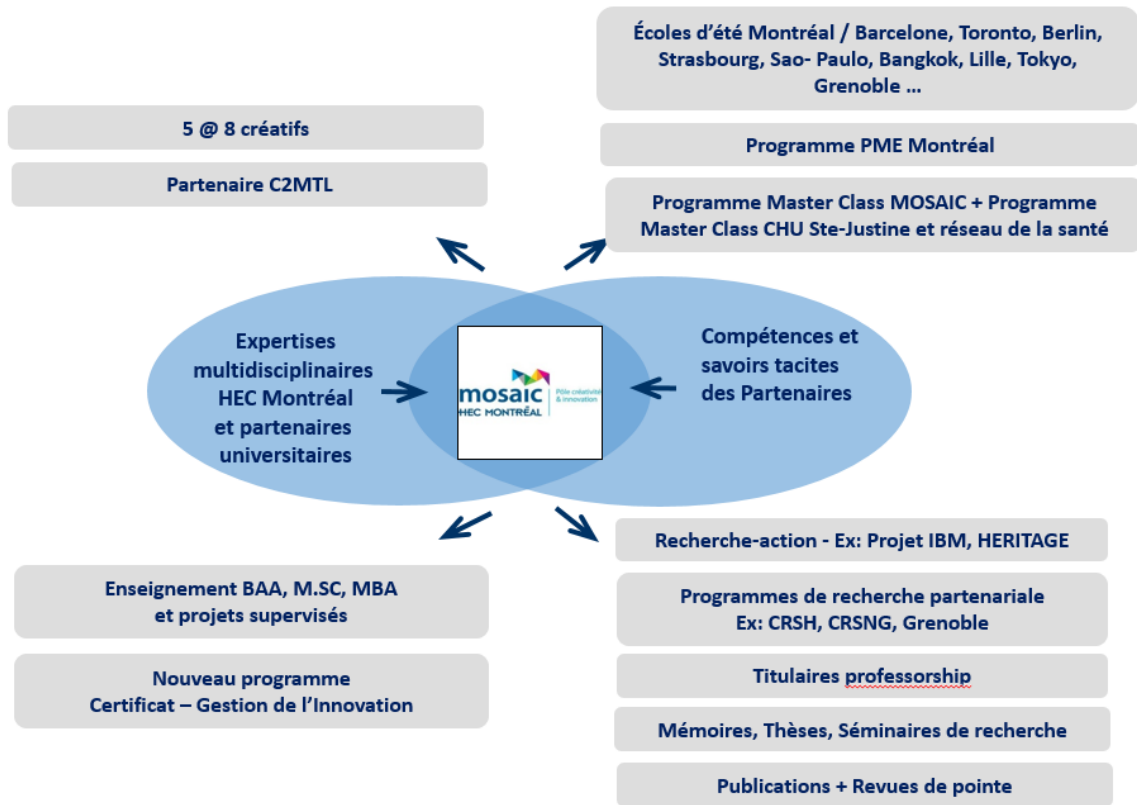 Écoles d'été Montréal / Barcelone, Toronto, Berlin,
Strasbourg, Sao- Paulo, Bangkok, Lille, Tokyo,
Grenoble ...
5 @ 8 créatifs
Programme PME Montréal
Partenaire C2MTL
Programme Master Class MOSAIC + Programme
Master Class CHU Ste-Justine et réseau de la santé
Expertises
multidisciplinaires
HEC Montréal
et partenaires
universitaires
mosaic
HEC MONTRÉAL
Pôle créativité
& innovation
Compétences et
savoirs tacites
des Partenaires
Enseignement BAA, M.SC, MBA
et projets supervisés
Nouveau programme
Certificat – Gestion de l'Innovation
Recherche-action - Ex: Projet IBM, HERITAGE
Programmes de recherche partenariale
Ex: CRSH, CRSNG, Grenoble
Titulaires professorship
Mémoires, Thèses, Séminaires de recherche
Publications + Revues de pointe